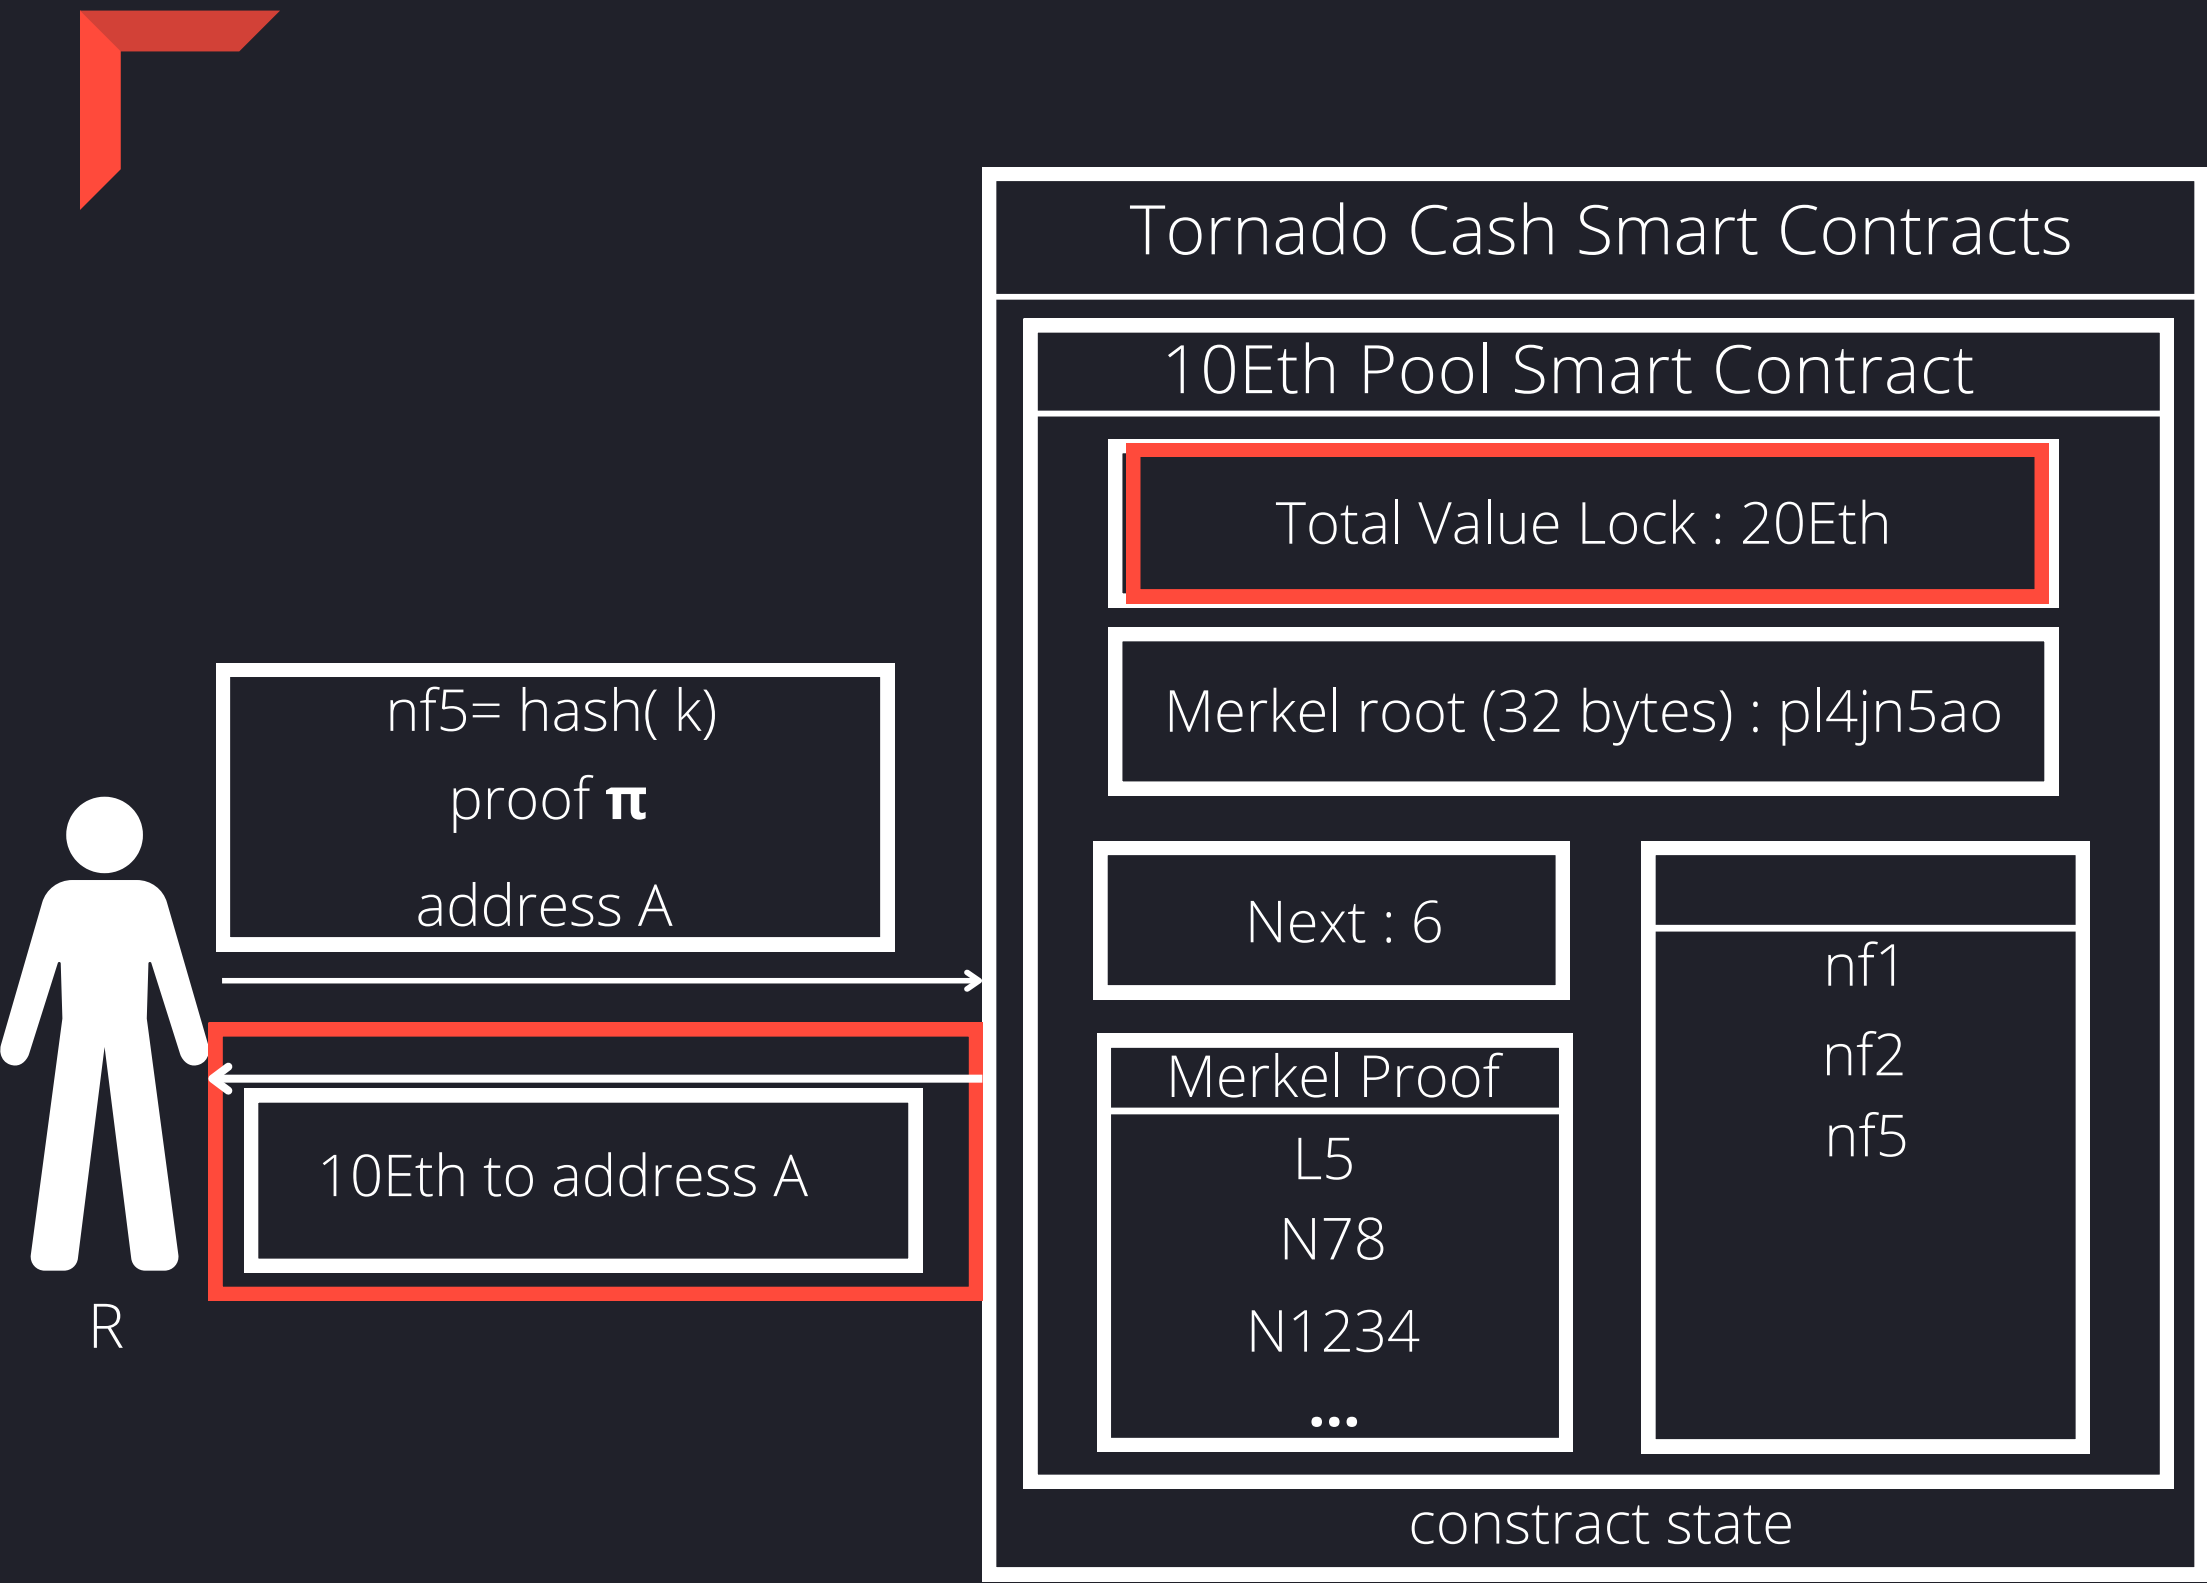 Tornado Cash Smart Contracts
10Eth Pool Smart Contract
Total Value Lock : 20Eth
Merkel root (32 bytes) : pl4jn5ao
nf5= hash( k)
proof π
address A
Next : 6
nf1
nf2
nf5
Merkel Proof
L5
N78
N1234
...
10Eth to address A
R
constract state